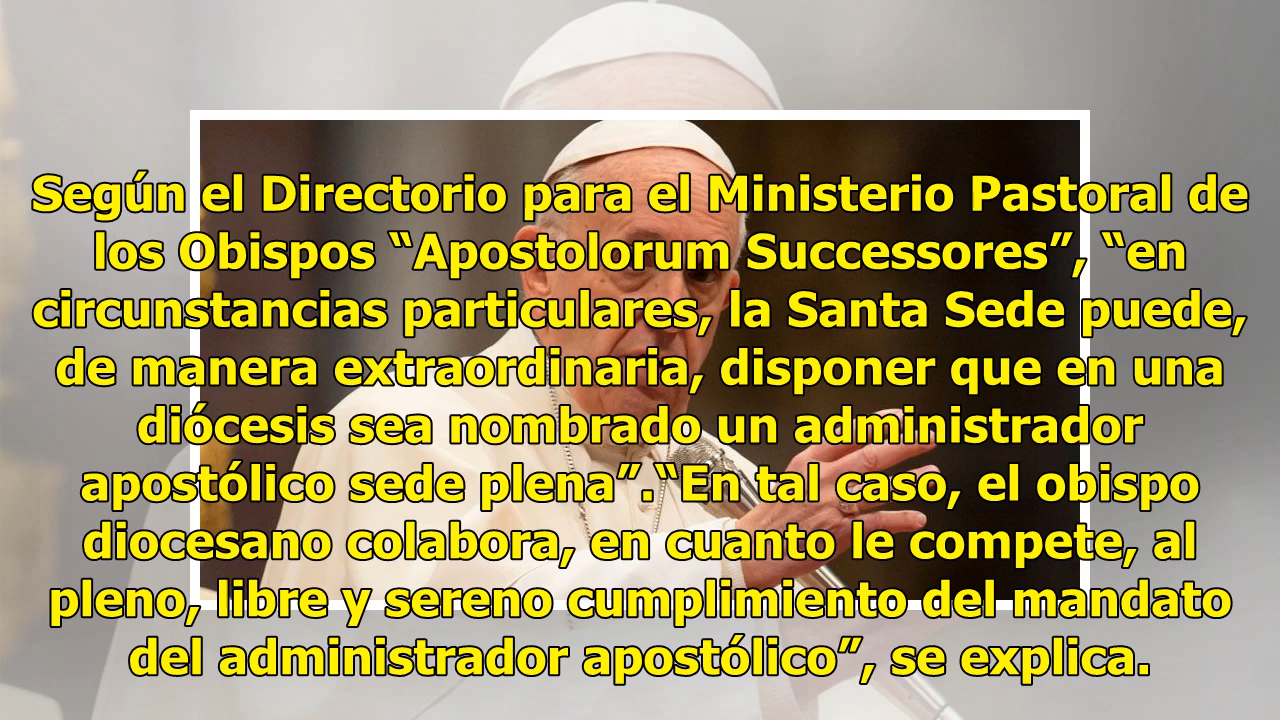 Según el Directorio para el Ministerio Pastoral de
los Obispos “Apostolorum Successores”, “en
circunstancias particulares, la Santa Sede puede,
de manera extraordinaria, disponer que en una
diócesis sea nombrado un administrador
apostólico sede plena”.“En tal caso, el obispo
diocesano colabora, en cuanto le compete, al
pleno, libre y sereno cumplimiento del mandato
del administrador apostólico”, se explica.